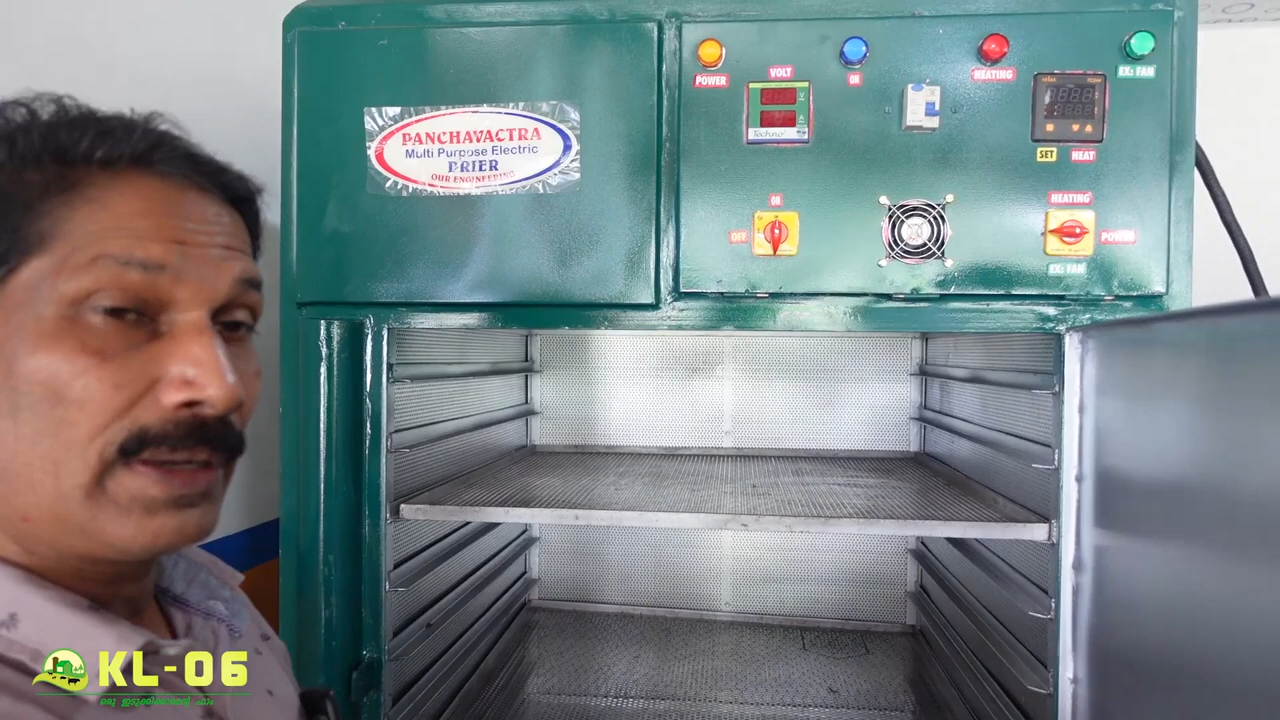 POWER
VOLT
ON
HEATING
EX: FAN
PANCHAVACTRA
Multi Purpose Electric
DRIER
OUR ENGINEERING
V
A
Techno
SET
HEAT
ON
OFF
HEATING
POWER
EX: FAN
KL-06